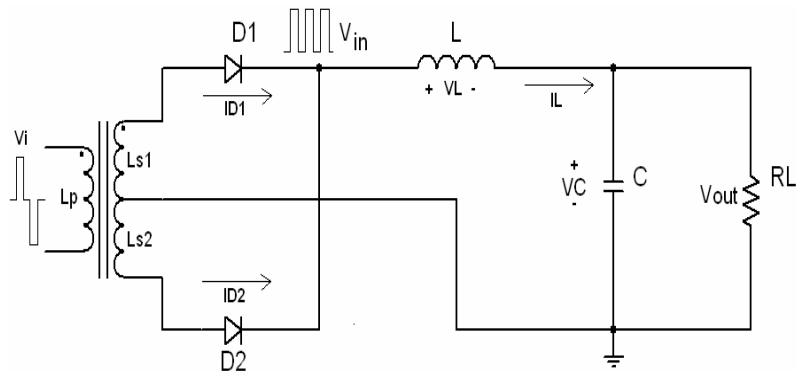 D1
Vin
L
+ VL -
ID1
IL
Vi
Lp
Ls1
Ls2
+
VC
-
C
Vout
RL
ID2
D2